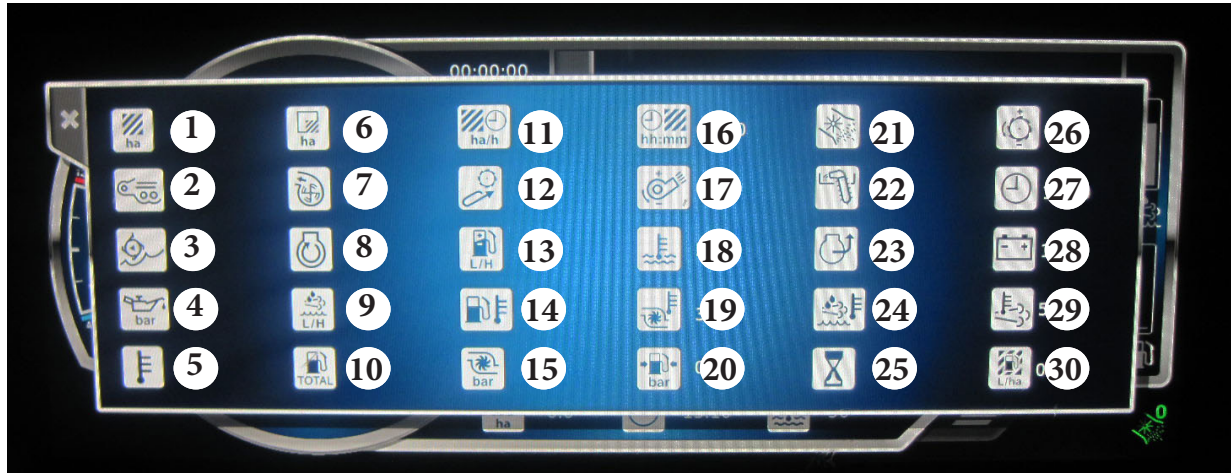 00:00:00
1 6 11 16 21 26
ha ha ha/h hh:mm
2 7 12 17 22 27
3 8 13 18 23 28
L/H
4 9 14 19 24 29
bar L/H
5 10 15 20 25 30
TOTAL bar bar L/ha
ha